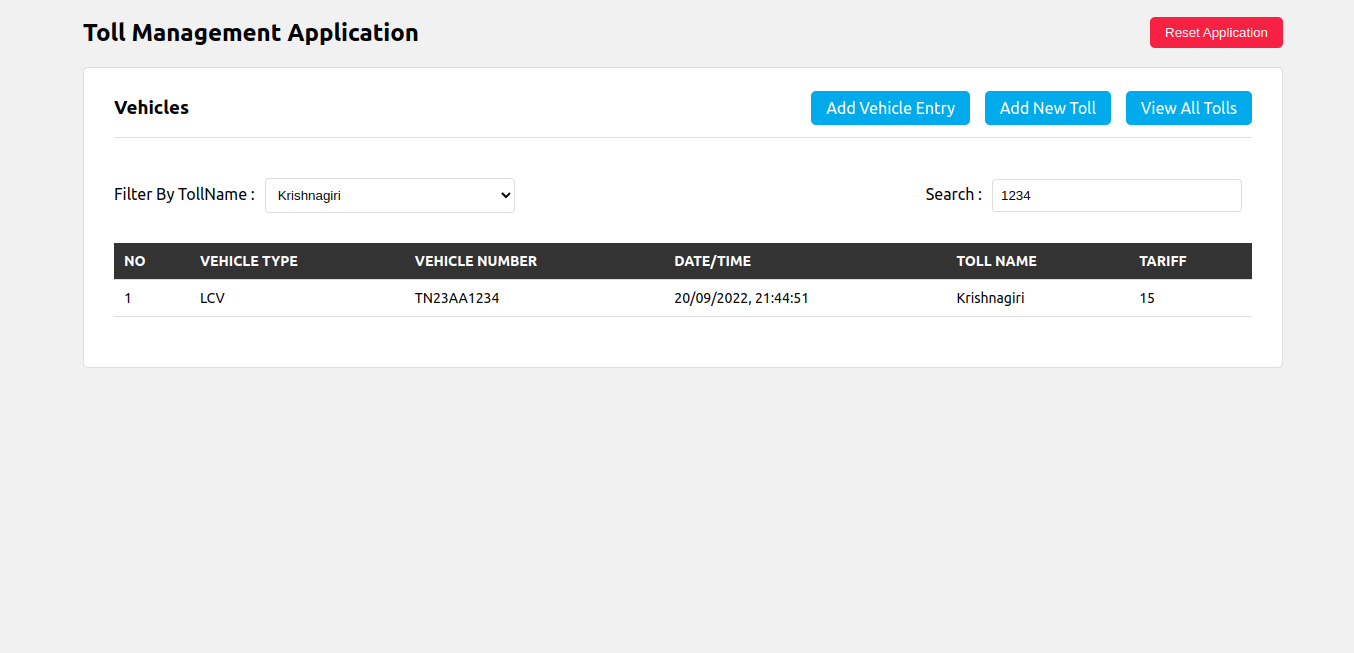 Toll Management Application Reset Application
Vehicles Add Vehicle Entry Add New Toll View All Tolls
Filter By TollName : Krishnagiri Search : 1234
NO VEHICLE TYPE VEHICLE NUMBER DATE/TIME TOLL NAME TARIFF
1 LCV TN23AA1234 20/09/2022, 21:44:51 Krishnagiri 15